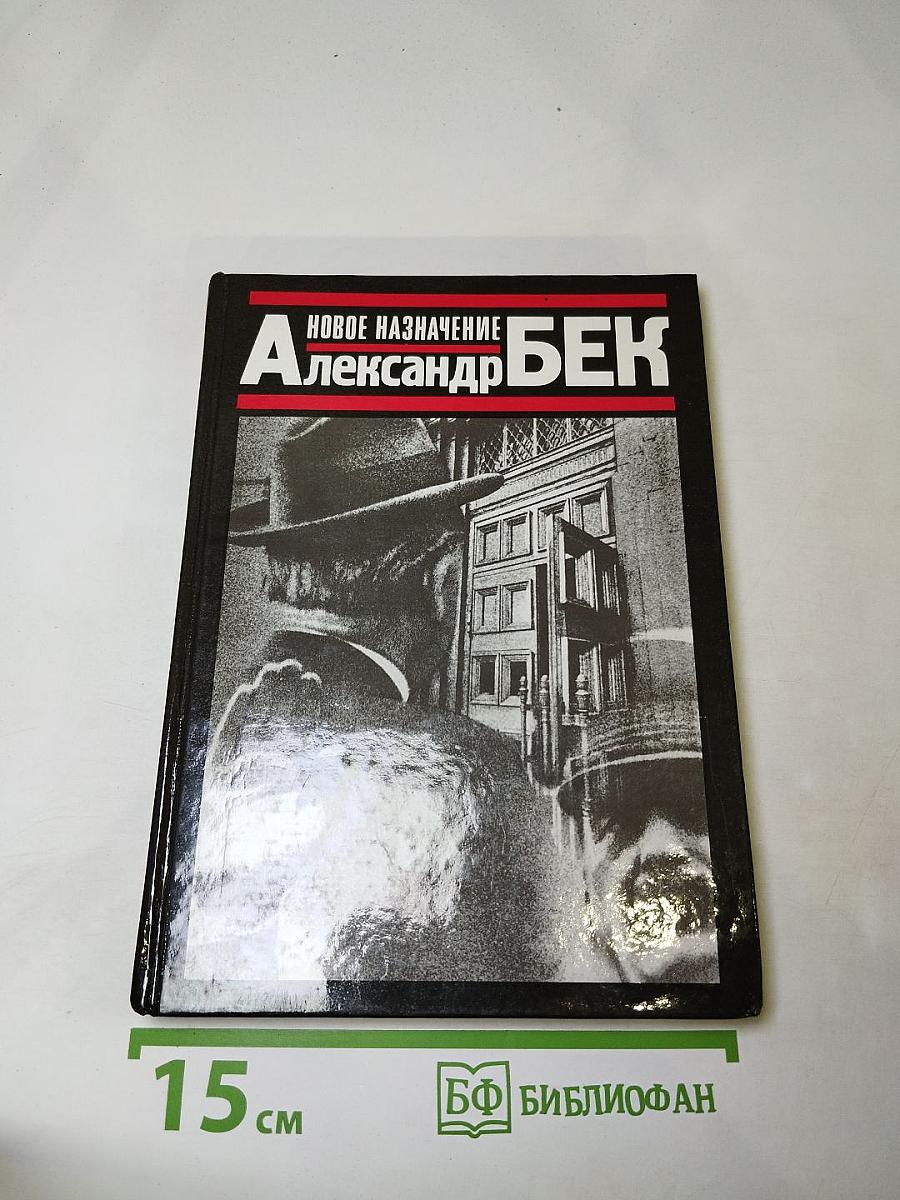 НОВОЕ НАЗНАЧЕНИЕ
Александр БЕК
15 см
БФ БИБЛИОФАН